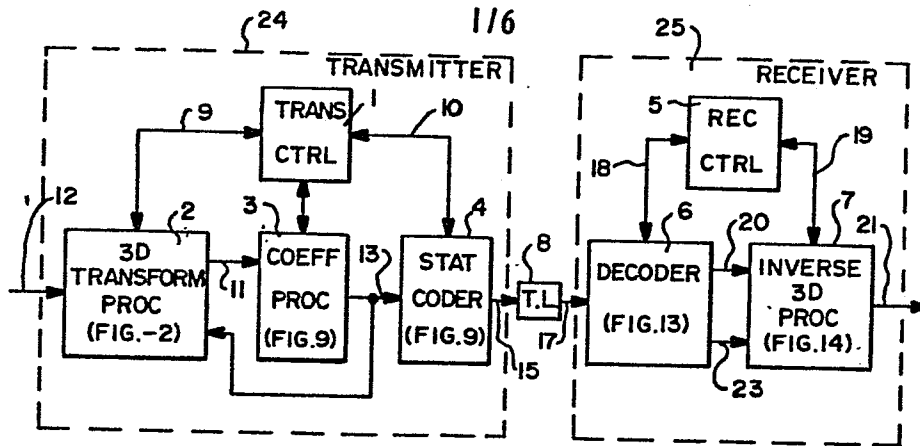 1/6
24
TRANSMITTER
TRANS
CTRL
1
9
10
12
3D
TRANSFORM
PROC
(FIG.-2)
2
11
3
COEFF
PROC
(FIG.9)
13
4
STAT
CODER
(FIG.9)
15
8
T.L
17
25
RECEIVER
5
REC
CTRL
18
19
6
DECODER
(FIG.13)
20
23
7
INVERSE
3D
PROC
(FIG.14)
21